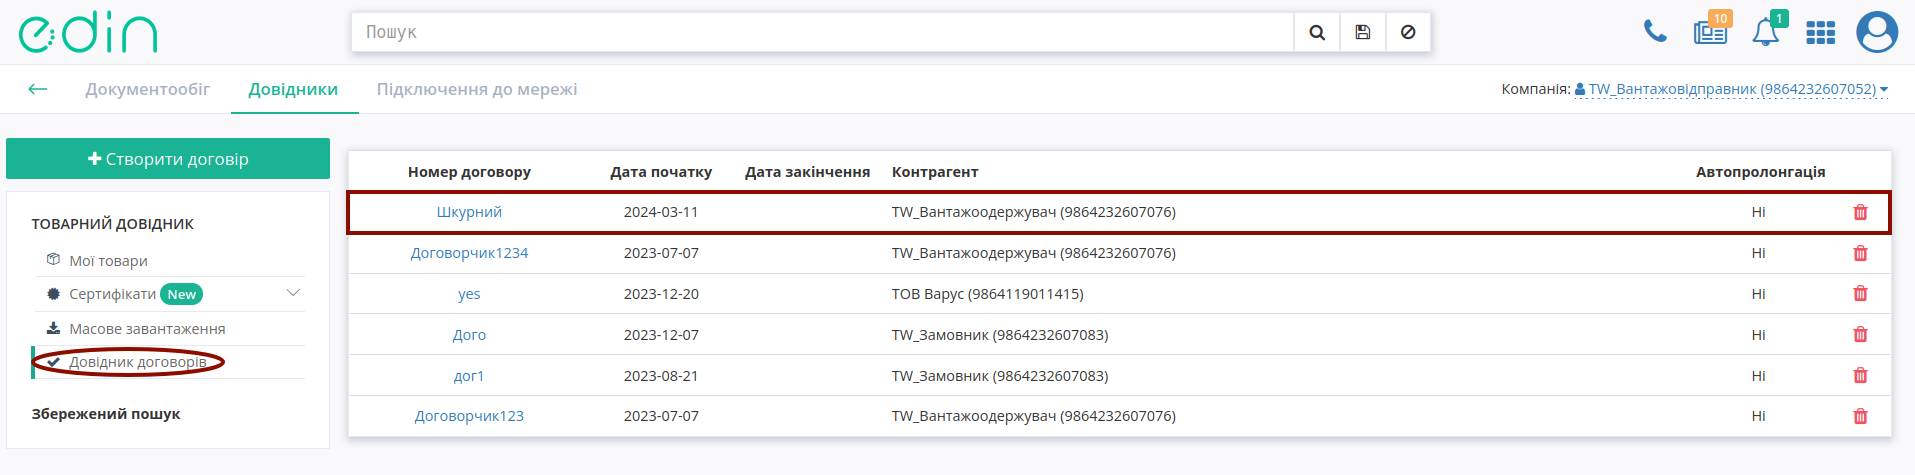 edin
Пошук
10
1
Документообіг Довідники Підключення до мережі
Компанія: TW_Вантажовідправник (9864232607052)
Створити договір
ТОВАРНИЙ ДОВІДНИК
Мої товари
Сертифікати New
Масове завантаження
Довідник договорів
Збережений пошук
Номер договору Дата початку Дата закінчення Контрагент Автопролонгація
Шкурний 2024-03-11 TW_Вантажоодержувач (9864232607076) Ні
Договорчик1234 2023-07-07 TW_Вантажоодержувач (9864232607076) Ні
yes 2023-12-20 ТОВ Варус (9864119011415) Ні
Дого 2023-12-07 TW_Замовник (9864232607083) Ні
дог1 2023-08-21 TW_Замовник (9864232607083) Ні
Договорчик123 2023-07-07 TW_Вантажоодержувач (9864232607076) Ні